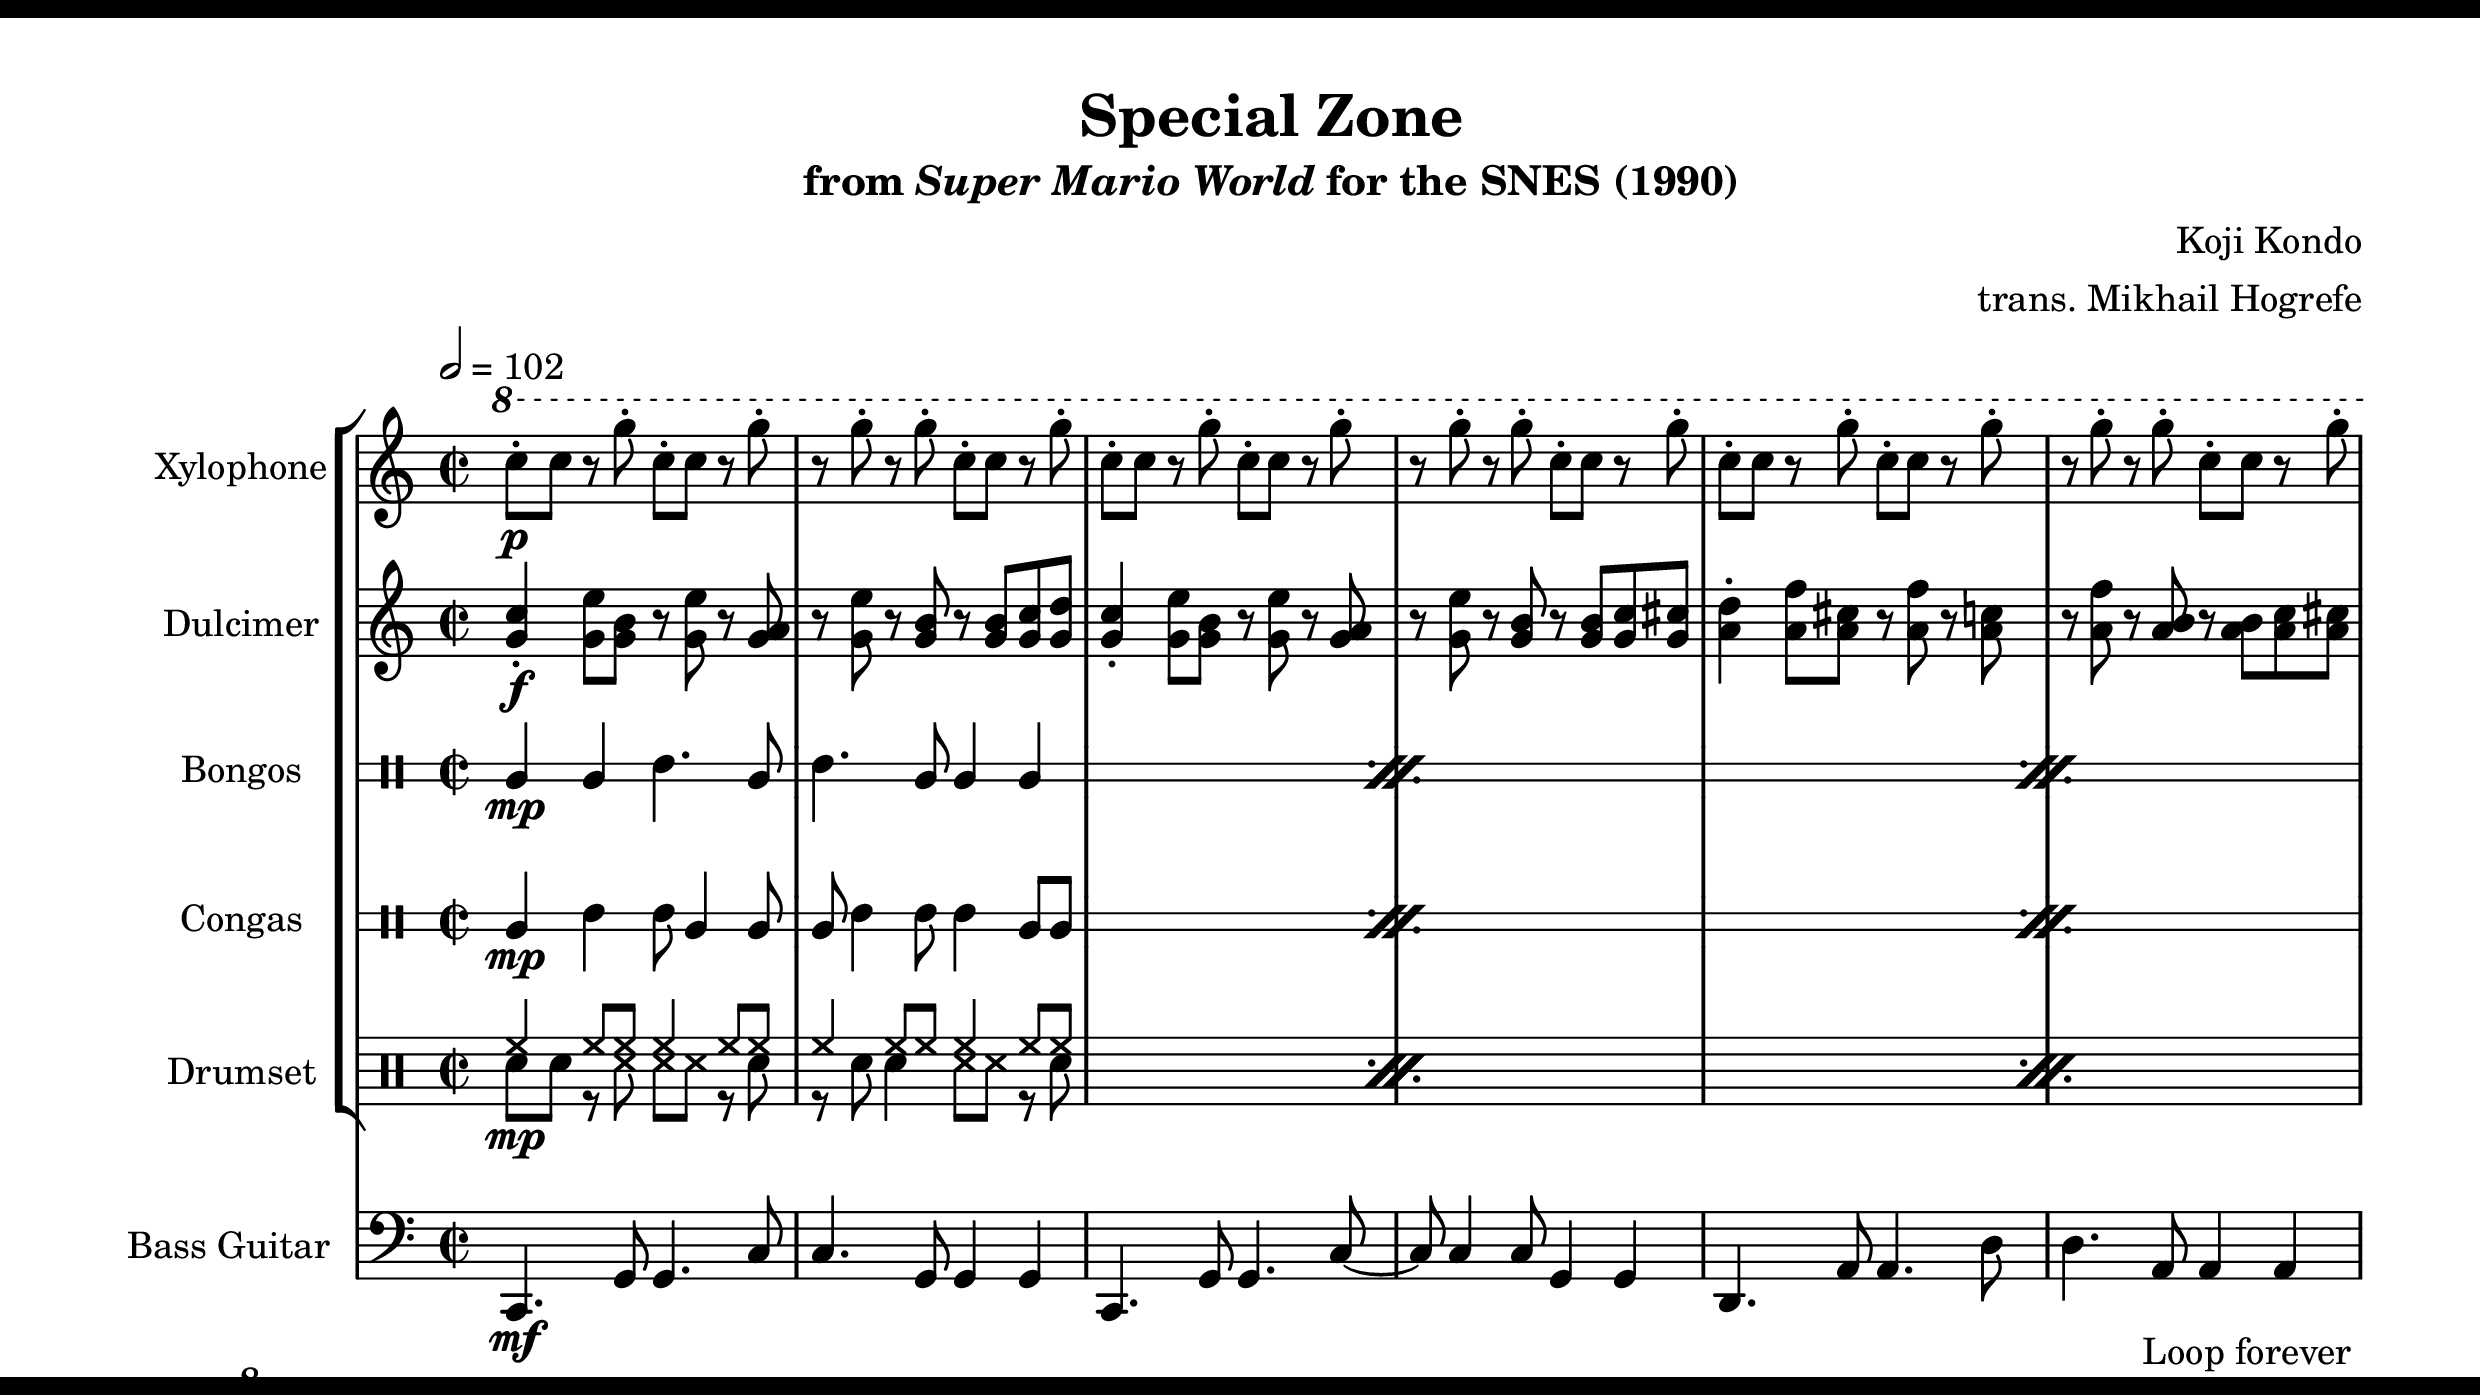 Special Zone
from Super Mario World for the SNES (1990)
Koji Kondo
trans. Mikhail Hogrefe
= 102
8
Xylophone
p
Dulcimer
f
Bongos
mp
Congas
mp
Drumset
mp
Bass Guitar
mf
Loop forever